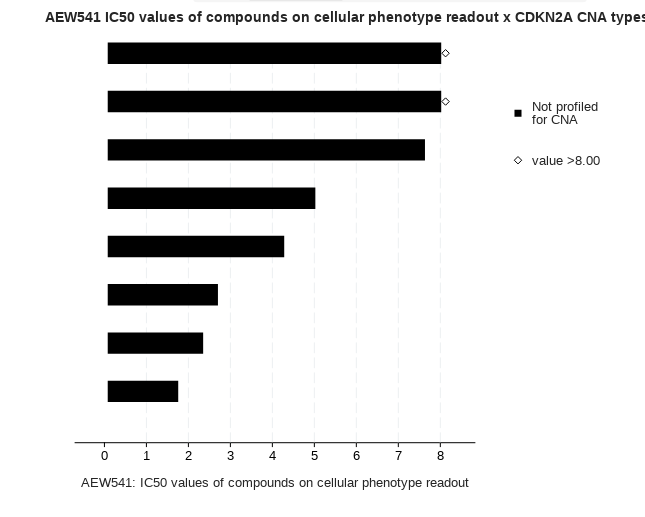 AEW541 IC50 values of compounds on cellular phenotype readout x CDKN2A CNA types
Not profiled
for CNA
value >8.00
0 1 2 3 4 5 6 7 8
AEW541: IC50 values of compounds on cellular phenotype readout